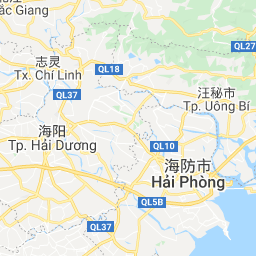 ắc Giang
QL27
志灵
Tx. Chí Linh
QL18
汪秘市
Tp. Uông Bí
QL37
海阳
Tp. Hải Dương
海防市
Hải Phòng
QL10
QL5B
QL37